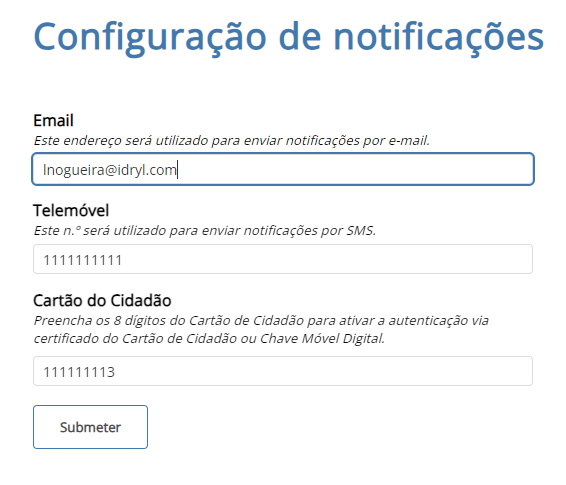 Configuração de notificações
Email
Este endereço será utilizado para enviar notificações por e-mail.
lnogueira@idryl.com
Telemóvel
Este n.º será utilizado para enviar notificações por SMS.
1111111111
Cartão do Cidadão
Preencha os 8 dígitos do Cartão de Cidadão para ativar a autenticação via
certificado do Cartão de Cidadão ou Chave Móvel Digital.
111111113
Submeter